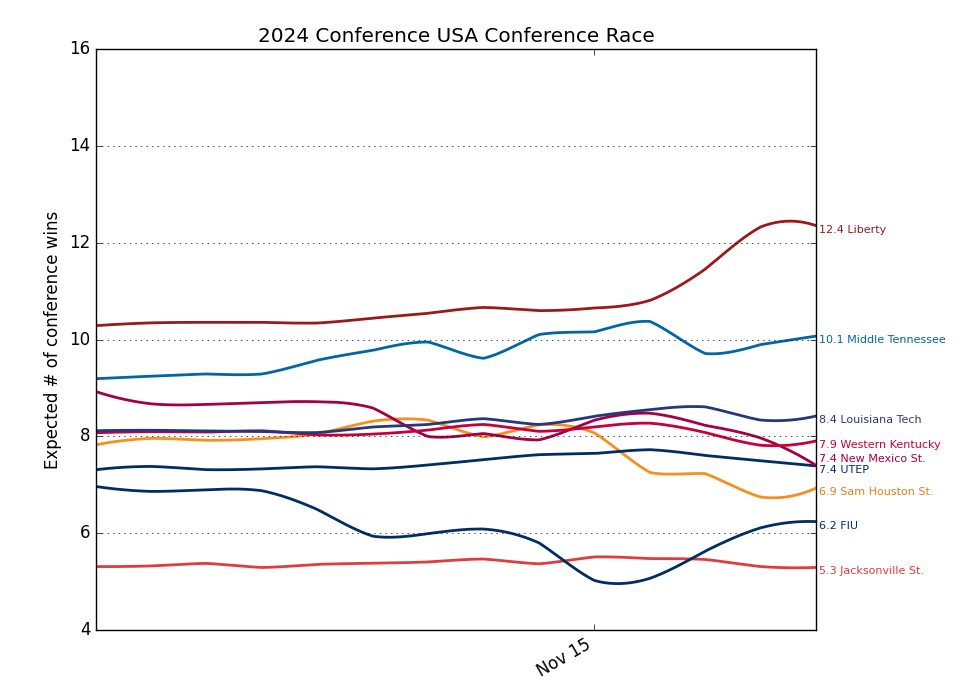 2024 Conference USA Conference Race
Expected # of conference wins
16
14
12
10
8
6
4
12.4 Liberty
10.1 Middle Tennessee
8.4 Louisiana Tech
7.9 Western Kentucky
7.4 New Mexico St.
7.4 UTEP
6.9 Sam Houston St.
6.2 FIU
5.3 Jacksonville St.
Nov 15